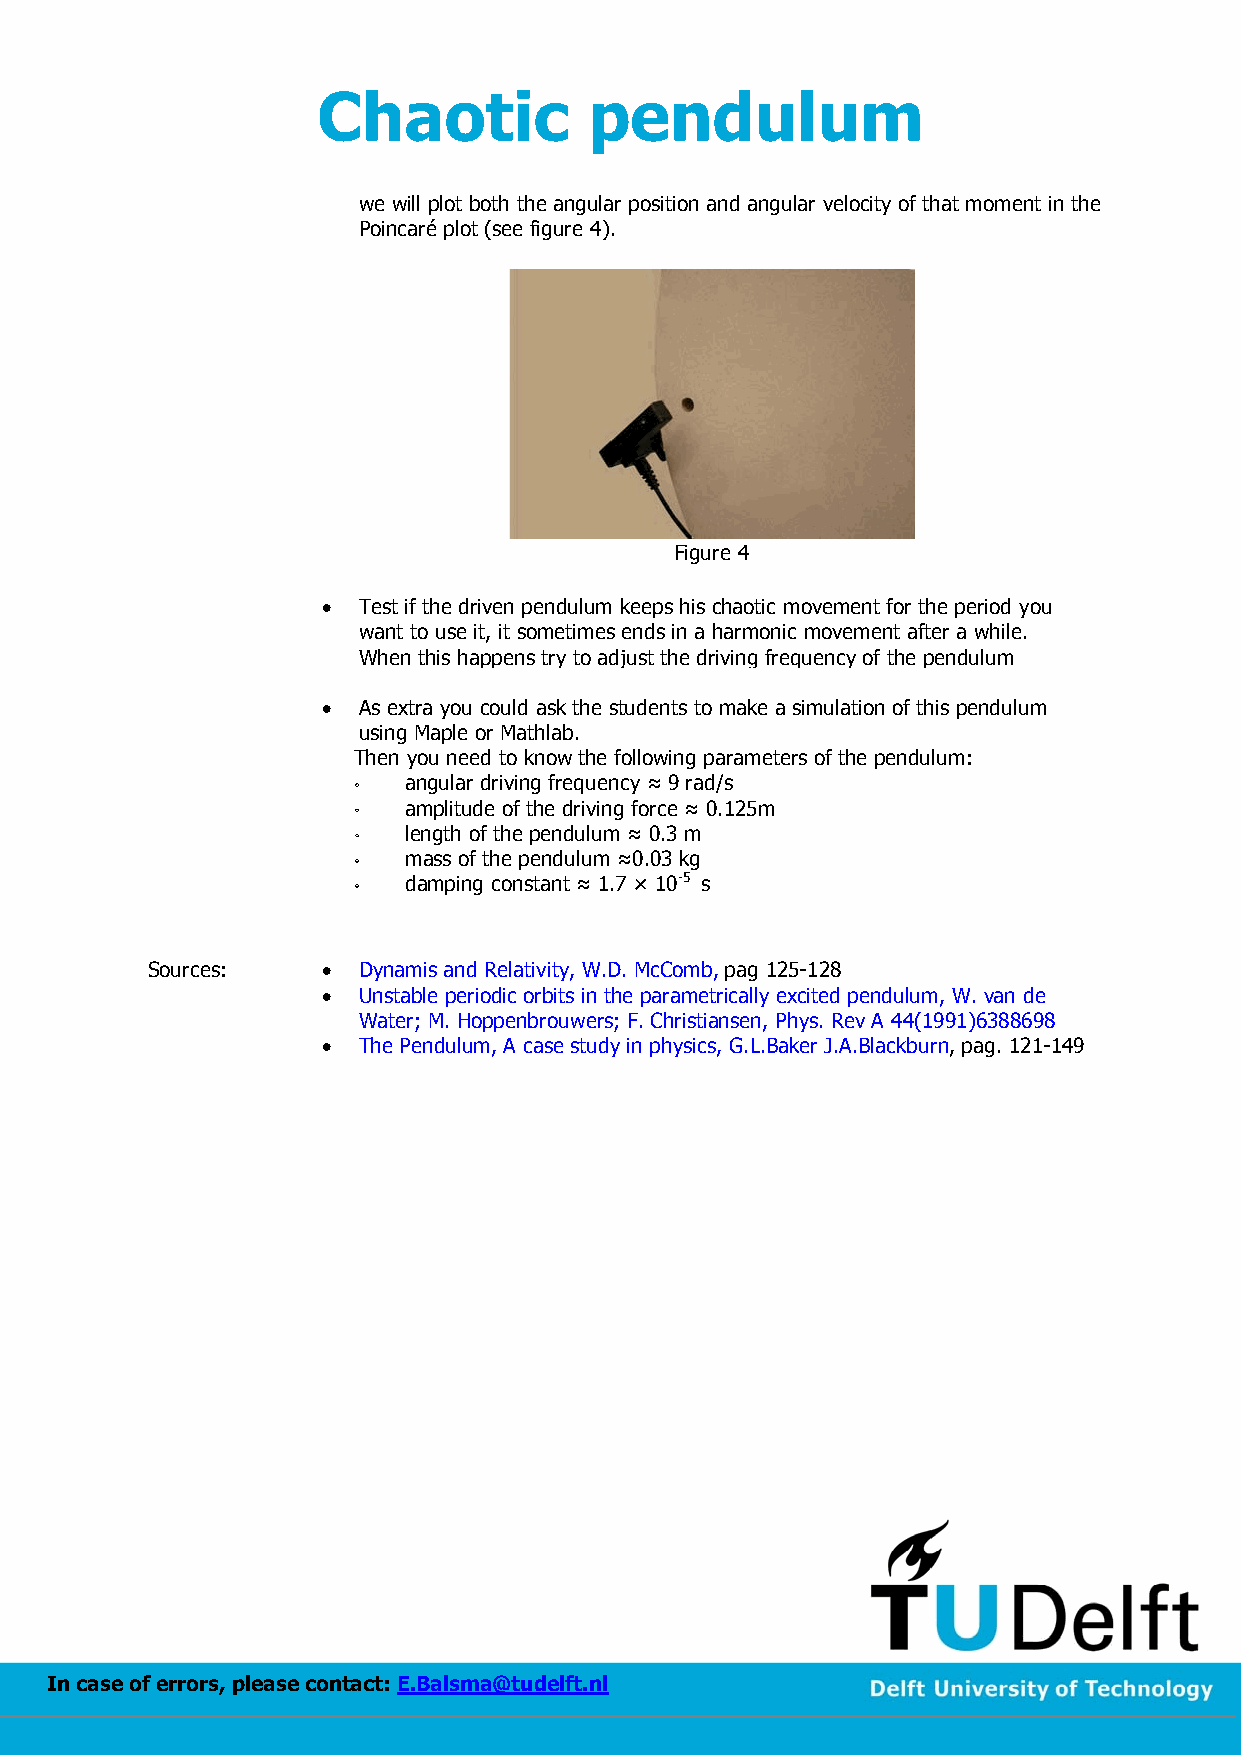 Chaotic pendulum
we will plot both the angular position and angular velocity of that moment in the
Poincaré plot (see figure 4).
Figure 4
• Test if the driven pendulum keeps his chaotic movement for the period you
want to use it, it sometimes ends in a harmonic movement after a while.
When this happens try to adjust the driving frequency of the pendulum
• As extra you could ask the students to make a simulation of this pendulum
using Maple or Mathlab.
Then you need to know the following parameters of the pendulum:
◦ angular driving frequency ≈ 9 rad/s
◦ amplitude of the driving force ≈ 0.125m
◦ length of the pendulum ≈ 0.3 m
◦ mass of the pendulum ≈0.03 kg
◦ damping constant ≈ 1.7 × 10⁻⁵ s
Sources: • Dynamis and Relativity, W.D. McComb, pag 125-128
• Unstable periodic orbits in the parametrically excited pendulum, W. van de
Water; M. Hoppenbrouwers; F. Christiansen, Phys. Rev A 44(1991)6388698
• The Pendulum, A case study in physics, G.L.Baker J.A.Blackburn, pag. 121-149
TUDelft
In case of errors, please contact: E.Balsma@tudelft.nl
Delft University of Technology